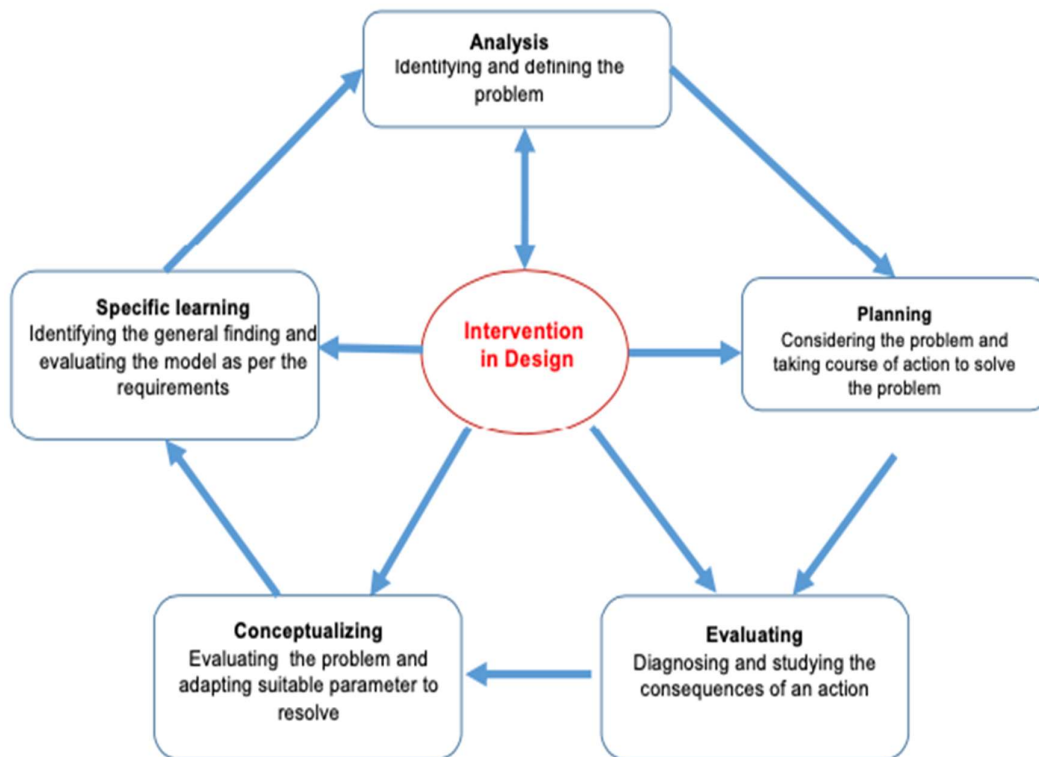 Analysis
Identifying and defining the
problem
Specific learning
Identifying the general finding and
evaluating the model as per the
requirements
Intervention
in Design
Planning
Considering the problem and
taking course of action to solve
the problem
Conceptualizing
Evaluating the problem and
adapting suitable parameter to
resolve
Evaluating
Diagnosing and studying the
consequences of an action